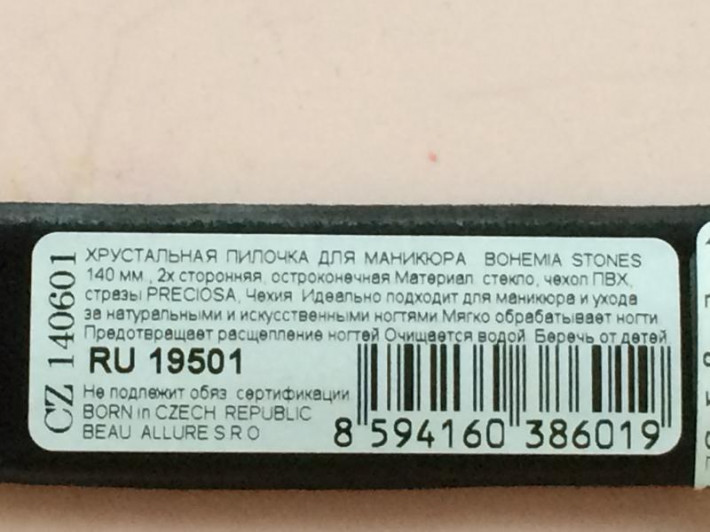 CZ 140601
ХРУСТАЛЬНАЯ ПИЛОЧКА ДЛЯ МАНИКЮРА BOHEMIA STONES
140 мм , 2х сторонняя, остроконечная Материал стекло, чехол ПВХ,
стразы PRECIOSA, Чехия Идеально подходит для маникюра и ухода
за натуральными и искусственными ногтями Мягко обрабатывает ногти
Предотвращает расщепление ногтей Очищается водой Беречь от детей
RU 19501
Не подлежит обяз сертификации
BORN in CZECH REPUBLIC
BEAU ALLURE S R O
8 594160 386019